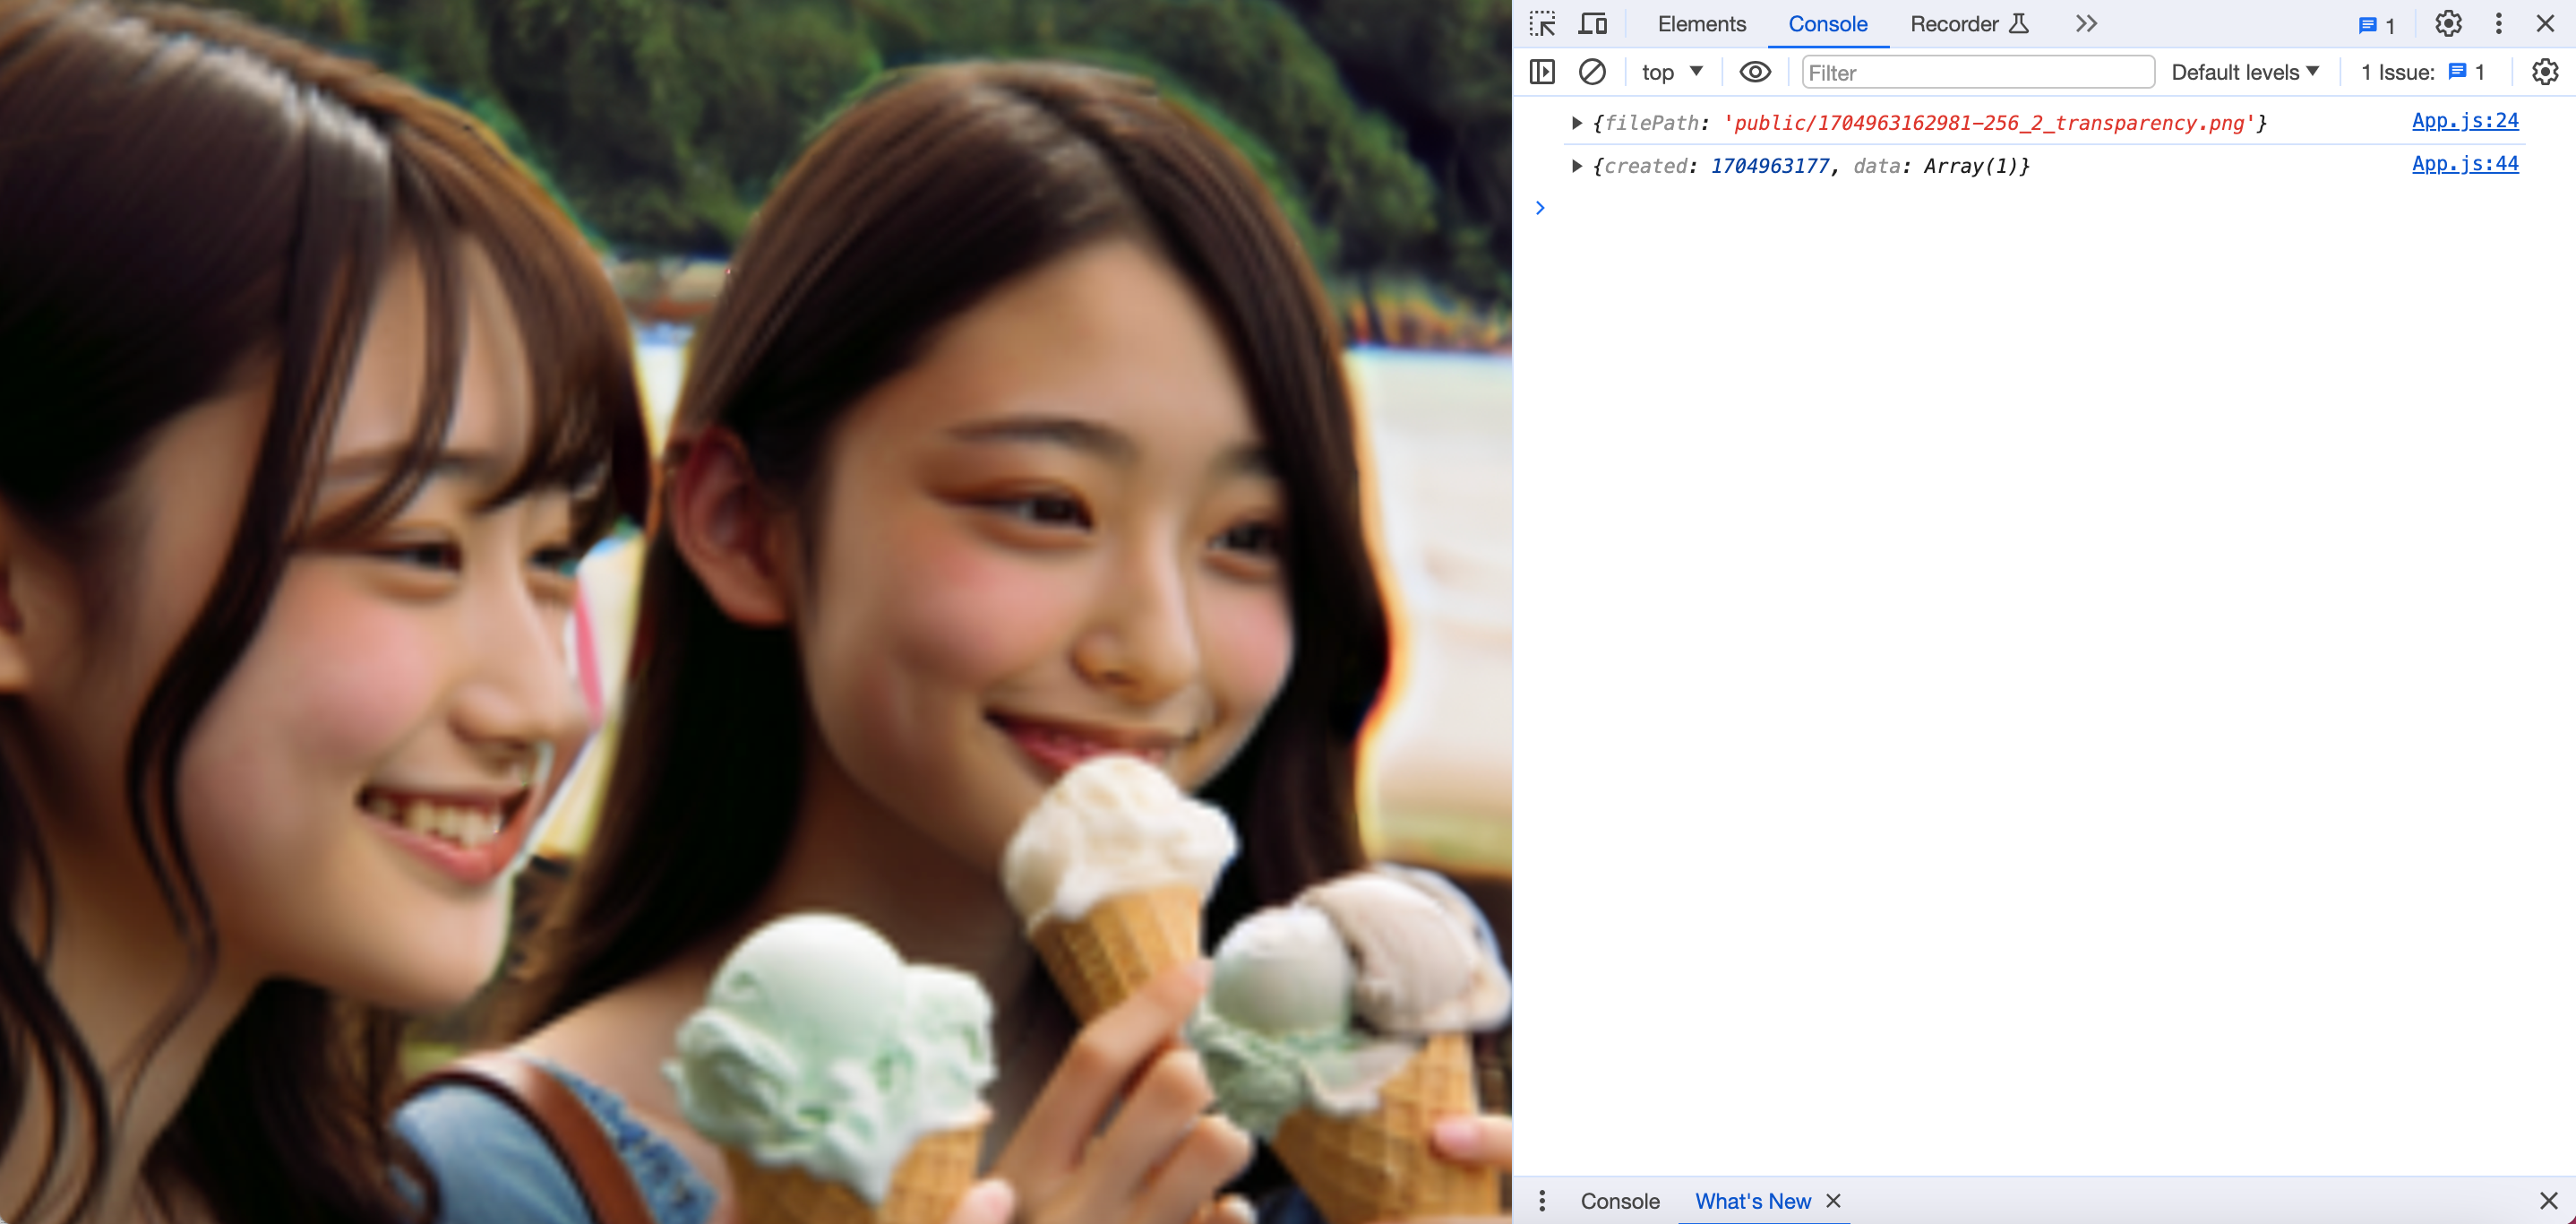 Elements Console Recorder 1
top Filter Default levels 1 Issue: 1
{filePath: 'public/1704963162981-256_2_transparency.png'} App.js:24
{created: 1704963177, data: Array(1)} App.js:44
Console What's New